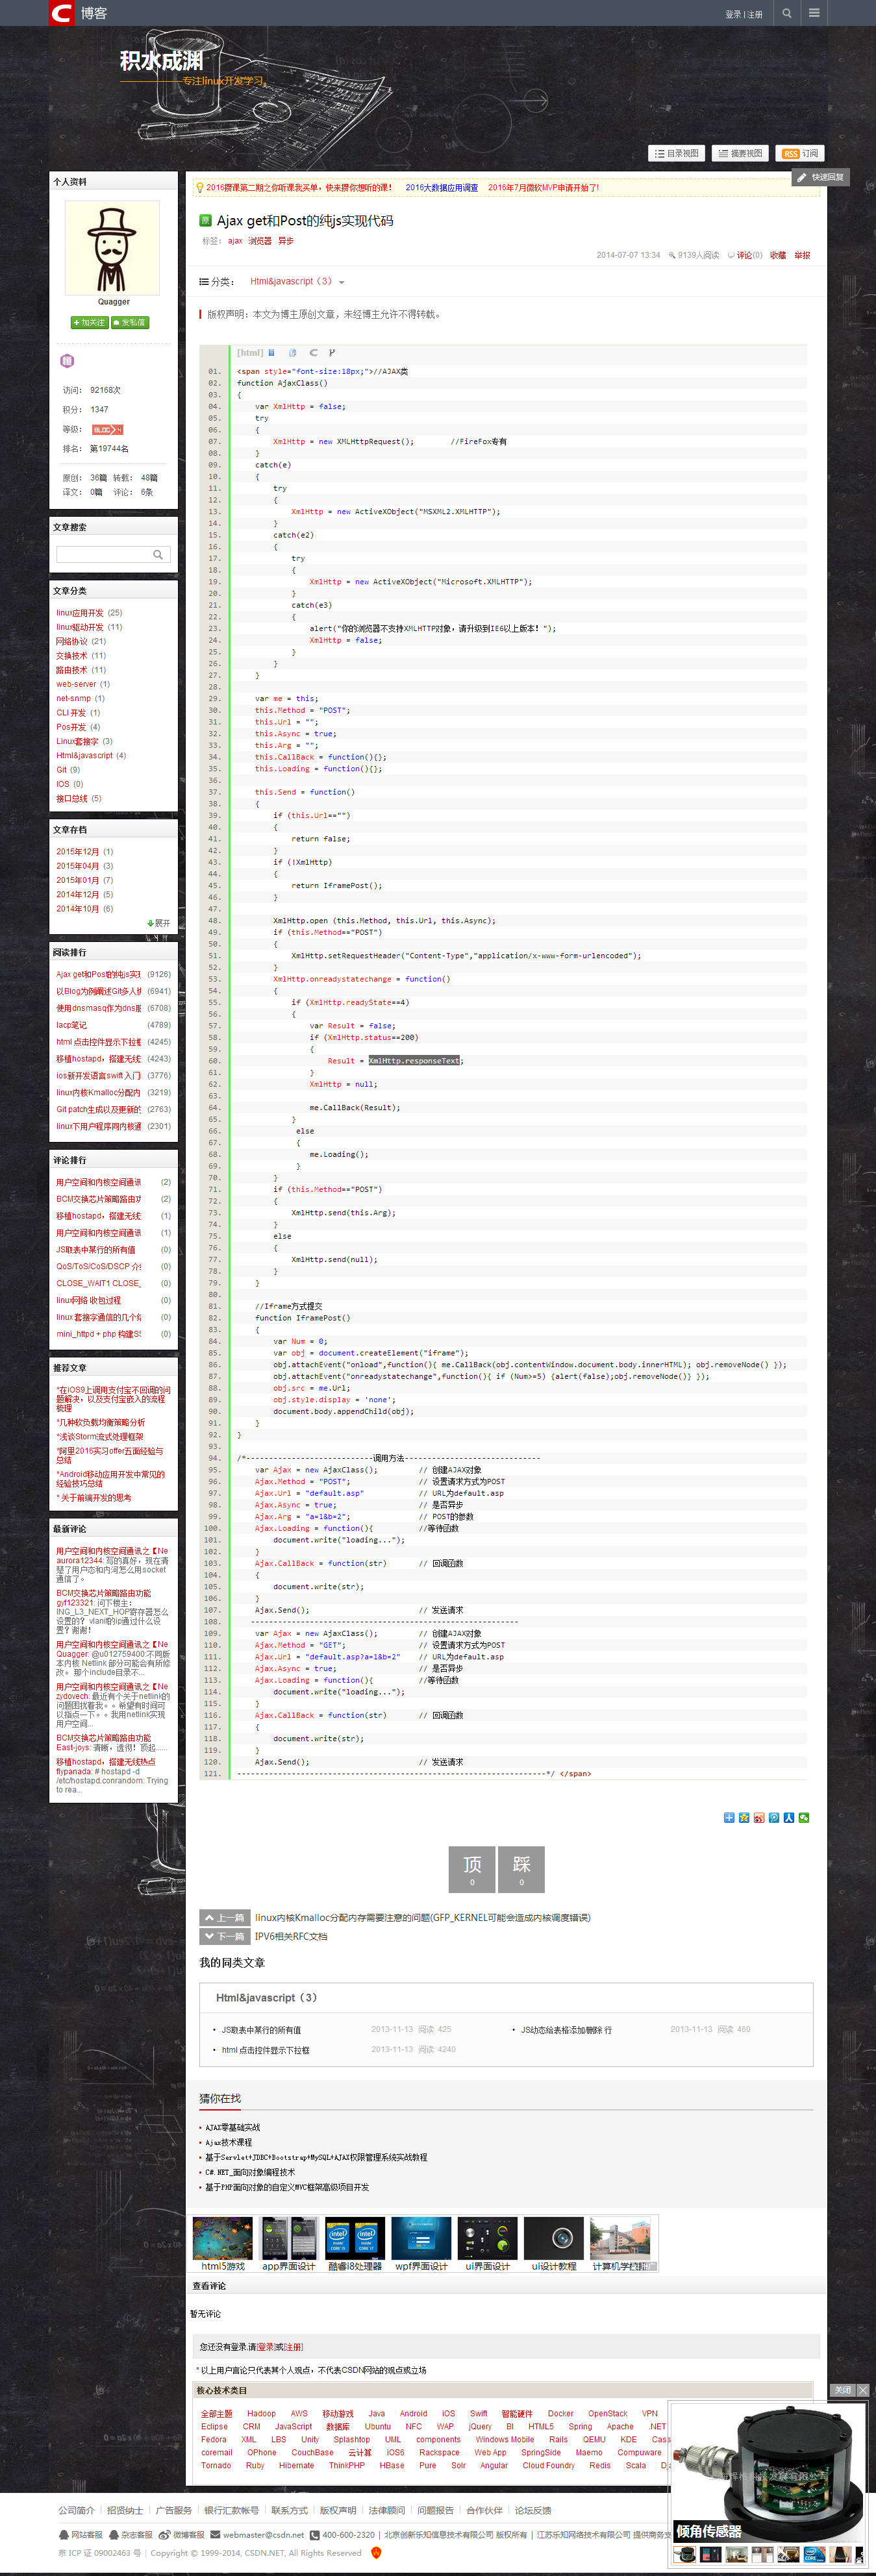 博客
登录 | 注册
积水成渊
专注linux开发学习。
目录视图
摘要视图
RSS 订阅
快速回复
个人资料
Quagger
加关注 发私信
访问： 92168次
积分： 1347
等级： BLOG 4
排名： 第19744名
原创： 36篇 转载： 48篇
译文： 0篇 评论： 6条
文章搜索
文章分类
linux应用开发 (25)
linux驱动开发 (11)
网络协议 (21)
交换技术 (11)
路由技术 (11)
web-server (1)
net-snmp (1)
CLI 开发 (1)
Pos开发 (4)
Linux套接字 (3)
Html&javascript (4)
Git (9)
IOS (0)
接口总线 (5)
文章存档
2015年12月 (1)
2015年04月 (3)
2015年01月 (7)
2014年12月 (5)
2014年10月 (6)
展开
阅读排行
Ajax get和Post的纯js实现 (9126)
以Blog为例阐述Git多人协 (6941)
使用dnsmasq作为dns服 (6708)
lacp笔记 (4789)
html 点击控件显示下拉框 (4245)
移植hostapd，搭建无线 (4243)
ios新开发语言swift 入门 (3776)
linux内核Kmalloc分配内 (3219)
Git patch生成以及更新的 (2763)
linux下用户程序同内核通 (2301)
评论排行
用户空间和内核空间通讯 (2)
BCM交换芯片策略路由功 (2)
移植hostapd，搭建无线 (1)
用户空间和内核空间通讯 (1)
JS取表中某行的所有值 (0)
QoS/ToS/CoS/DSCP 介绍 (0)
CLOSE_WAIT1 CLOSE_ (0)
linux网络 收包过程 (0)
linux 套接字通信的几个结 (0)
mini_httpd + php 构建SS (0)
推荐文章
*在iOS9上调用支付宝不回调的问
题解决，以及支付宝嵌入的流程
梳理
*几种软负载均衡策略分析
*浅谈Storm流式处理框架
*阿里2016实习offer五面经验与
总结
*Android移动应用开发中常见的
经验技巧总结
* 关于前端开发的思考
最新评论
用户空间和内核空间通讯之【Ne
aurora12344: 写的真好，现在清
楚了用户态和内河怎么用socket
通信了。
BCM交换芯片策略路由功能
gyf123321: 问下楼主：
ING_L3_NEXT_HOP寄存器怎么
设置的？ vlanif的ip通过什么设
置？谢谢！
用户空间和内核空间通讯之【Ne
Quagger: @u012759400:不同版
本内核 Netlink 部分可能会有所修
改。 那个include目录不...
用户空间和内核空间通讯之【Ne
zydovech: 最近有个关于netlink的
问题困扰着我。。希望有时间可
以指点一下。。我用netlink实现
用户空间...
BCM交换芯片策略路由功能
East-joys: 清晰，透彻！顶起......
移植hostapd，搭建无线热点
flypanada: # hostapd -d
/etc/hostapd.conrandom: Trying
to rea...
2016攒课第二期之你听课我买单，快来攒你想听的课！ 2016大数据应用调查 2016年7月微软MVP申请开始了!
原 Ajax get和Post的纯js实现代码
标签： ajax 浏览器 异步
2014-07-07 13:34 9139人阅读 评论(0) 收藏 举报
分类： Html&javascript（3）
版权声明：本文为博主原创文章，未经博主允许不得转载。
[html]
01. <span style="font-size:18px;">//AJAX类
02. function AjaxClass()
03. {
04. var XmlHttp = false;
05. try
06. {
07. XmlHttp = new XMLHttpRequest(); //FireFox专有
08. }
09. catch(e)
10. {
11. try
12. {
13. XmlHttp = new ActiveXObject("MSXML2.XMLHTTP");
14. }
15. catch(e2)
16. {
17. try
18. {
19. XmlHttp = new ActiveXObject("Microsoft.XMLHTTP");
20. }
21. catch(e3)
22. {
23. alert("你的浏览器不支持XMLHTTP对象，请升级到IE6以上版本！");
24. XmlHttp = false;
25. }
26. }
27. }
28.
29. var me = this;
30. this.Method = "POST";
31. this.Url = "";
32. this.Async = true;
33. this.Arg = "";
34. this.CallBack = function(){};
35. this.Loading = function(){};
36.
37. this.Send = function()
38. {
39. if (this.Url=="")
40. {
41. return false;
42. }
43. if (!XmlHttp)
44. {
45. return IframePost();
46. }
47.
48. XmlHttp.open (this.Method, this.Url, this.Async);
49. if (this.Method=="POST")
50. {
51. XmlHttp.setRequestHeader("Content-Type","application/x-www-form-urlencoded");
52. }
53. XmlHttp.onreadystatechange = function()
54. {
55. if (XmlHttp.readyState==4)
56. {
57. var Result = false;
58. if (XmlHttp.status==200)
59. {
60. Result = XmlHttp.responseText;
61. }
62. XmlHttp = null;
63.
64. me.CallBack(Result);
65. }
66. else
67. {
68. me.Loading();
69. }
70. }
71. if (this.Method=="POST")
72. {
73. XmlHttp.send(this.Arg);
74. }
75. else
76. {
77. XmlHttp.send(null);
78. }
79. }
80.
81. //Iframe方式提交
82. function IframePost()
83. {
84. var Num = 0;
85. var obj = document.createElement("iframe");
86. obj.attachEvent("onload",function(){ me.CallBack(obj.contentWindow.document.body.innerHTML); obj.removeNode() });
87. obj.attachEvent("onreadystatechange",function(){ if (Num>=5) {alert(false);obj.removeNode()} });
88. obj.src = me.Url;
89. obj.style.display = 'none';
90. document.body.appendChild(obj);
91. }
92. }
93.
94. /*----------------------------调用方法------------------------------
95. var Ajax = new AjaxClass(); // 创建AJAX对象
96. Ajax.Method = "POST"; // 设置请求方式为POST
97. Ajax.Url = "default.asp" // URL为default.asp
98. Ajax.Async = true; // 是否异步
99. Ajax.Arg = "a=1&b=2"; // POST的参数
100. Ajax.Loading = function(){ //等待函数
101. document.write("loading...");
102. }
103. Ajax.CallBack = function(str) // 回调函数
104. {
105. document.write(str);
106. }
107. Ajax.Send(); // 发送请求
108. -----------------------------------------------------------
109. var Ajax = new AjaxClass(); // 创建AJAX对象
110. Ajax.Method = "GET"; // 设置请求方式为POST
111. Ajax.Url = "default.asp?a=1&b=2" // URL为default.asp
112. Ajax.Async = true; // 是否异步
113. Ajax.Loading = function(){ //等待函数
114. document.write("loading...");
115. }
116. Ajax.CallBack = function(str) // 回调函数
117. {
118. document.write(str);
119. }
120. Ajax.Send(); // 发送请求
121. --------------------------------------------------------------------*/ </span>
顶 0
踩 0
上一篇 linux内核Kmalloc分配内存需要注意的问题(GFP_KERNEL可能会造成内核调度错误)
下一篇 IPV6相关RFC文档
我的同类文章
Html&javascript（3）
• JS取表中某行的所有值 2013-11-13 阅读 425
• JS动态给表格添加/删除 行 2013-11-13 阅读 460
• html 点击控件显示下拉框 2013-11-13 阅读 4240
猜你在找
AJAX零基础实战
Ajax技术课程
基于Servlet+JDBC+Bootstrap+MySQL+AJAX权限管理系统实战教程
C#.NET_面向对象编程技术
基于PHP面向对象的自定义MVC框架高级项目开发
html5游戏 app界面设计 酷睿i8处理器 wpf界面设计 ui界面设计 ui设计教程 计算机学排
查看评论
暂无评论
您还没有登录,请[登录]或[注册]
* 以上用户言论只代表其个人观点，不代表CSDN网站的观点或立场
核心技术类目
全部主题 Hadoop AWS 移动游戏 Java Android iOS Swift 智能硬件 Docker OpenStack VPN
Eclipse CRM JavaScript 数据库 Ubuntu NFC WAP jQuery BI HTML5 Spring Apache .NET
Fedora XML LBS Unity Splashtop UML components Windows Mobile Rails QEMU KDE Cass
coremail OPhone CouchBase 云计算 iOS6 Rackspace Web App SpringSide Maemo Compuware
Tornado Ruby Hibernate ThinkPHP HBase Pure Solr Angular Cloud Foundry Redis Scala
关闭
倾角传感器
公司简介 | 招贤纳士 | 广告服务 | 银行汇款帐号 | 联系方式 | 版权声明 | 法律顾问 | 问题报告 | 合作伙伴 | 论坛反馈
网站客服 杂志客服 微博客服 webmaster@csdn.net 400-600-2320 | 北京创新乐知信息技术有限公司 版权所有 | 江苏乐知网络技术有限公司 提供商务支
京 ICP 证 09002463 号 | Copyright © 1999-2014, CSDN.NET, All Rights Reserved